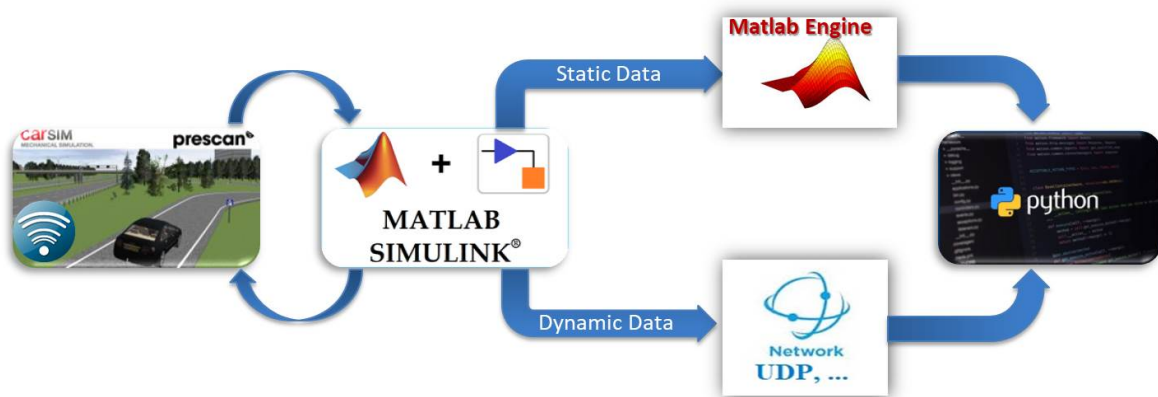 carSIM
MECHANICAL SIMULATION.
prescan
+
MATLAB
SIMULINK®
Static Data
Matlab Engine
Dynamic Data
Network
UDP, ...
python